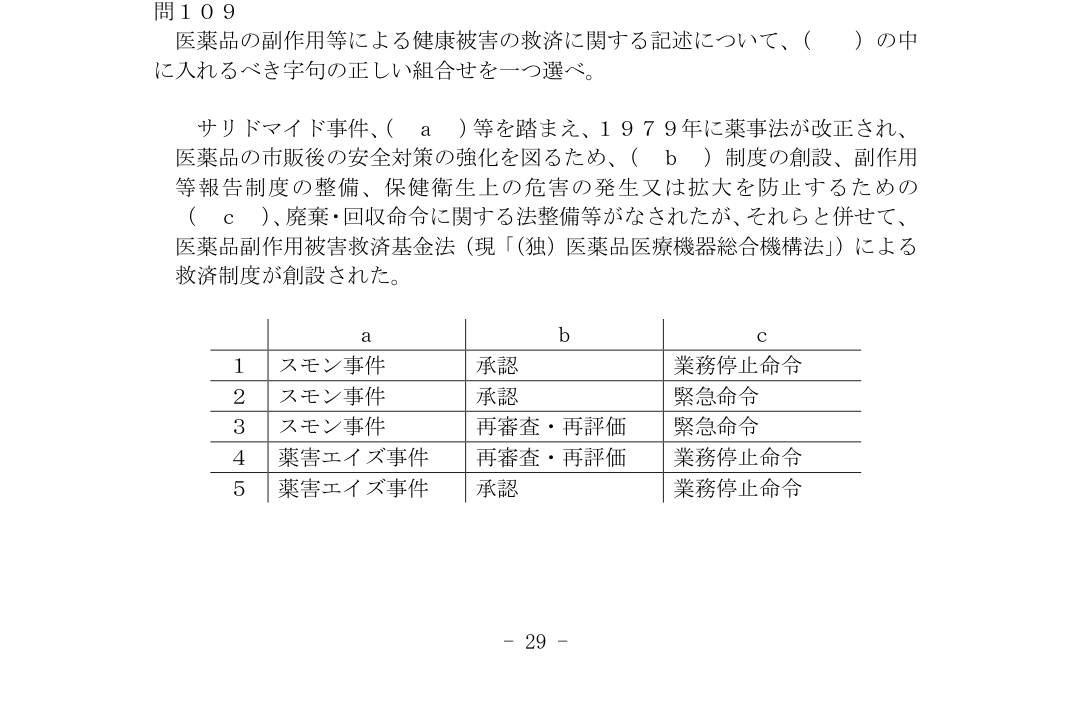 問１０９
医薬品の副作用等による健康被害の救済に関する記述について、（　　）の中
に入れるべき字句の正しい組合せを一つ選べ。
サリドマイド事件、（　ａ　）等を踏まえ、１９７９年に薬事法が改正され、
医薬品の市販後の安全対策の強化を図るため、（　ｂ　）制度の創設、副作用
等報告制度の整備、保健衛生上の危害の発生又は拡大を防止するための
（　ｃ　）、廃棄・回収命令に関する法整備等がなされたが、それらと併せて、
医薬品副作用被害救済基金法（現「（独）医薬品医療機器総合機構法」）による
救済制度が創設された。
ａ　ｂ　ｃ
１　スモン事件　承認　業務停止命令
２　スモン事件　承認　緊急命令
３　スモン事件　再審査・再評価　緊急命令
４　薬害エイズ事件　再審査・再評価　業務停止命令
５　薬害エイズ事件　承認　業務停止命令
－ 29 －